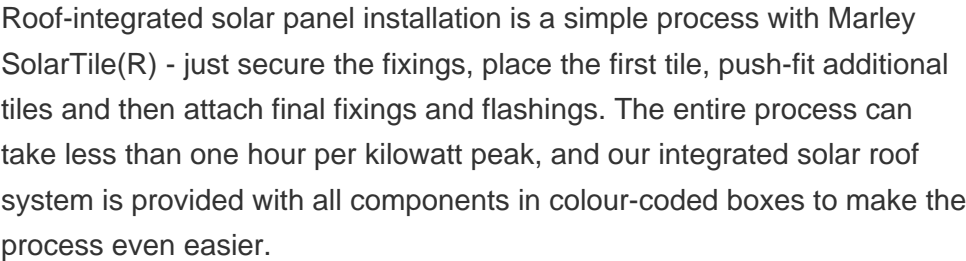 Roof-integrated solar panel installation is a simple process with Marley
SolarTile(R) - just secure the fixings, place the first tile, push-fit additional
tiles and then attach final fixings and flashings. The entire process can
take less than one hour per kilowatt peak, and our integrated solar roof
system is provided with all components in colour-coded boxes to make the
process even easier.